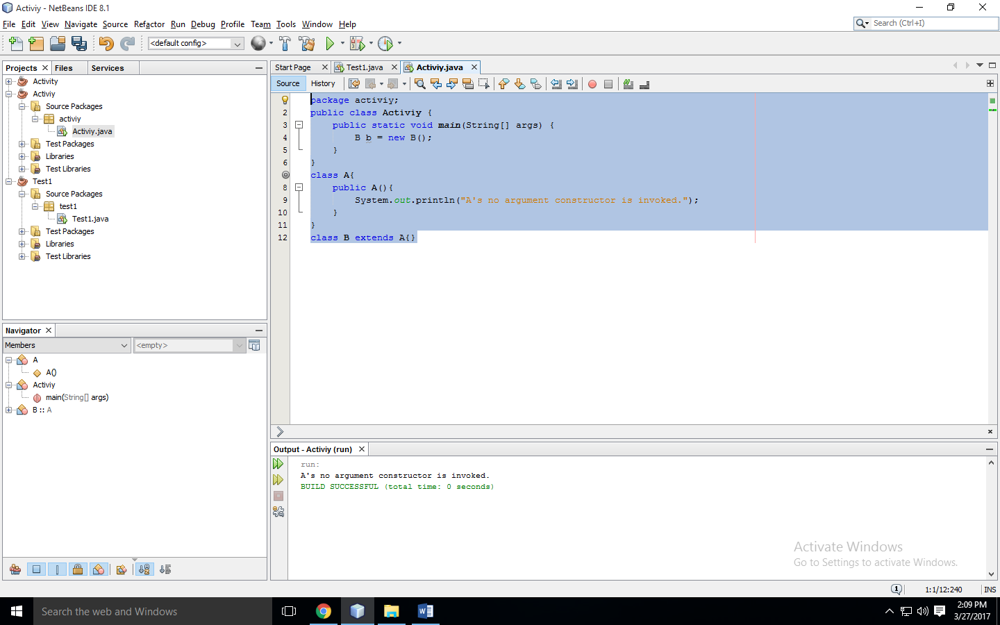 Activiy - NetBeans IDE 8.1
File Edit View Navigate Source Refactor Run Debug Profile Team Tools Window Help
Search (Ctrl+I)
<default config>
Projects Files Services
Activity
Activiy
Source Packages
activiy
Activiy.java
Test Packages
Libraries
Test Libraries
Test1
Source Packages
test1
Test1.java
Test Packages
Libraries
Test Libraries
Navigator
Members <empty>
A
A()
Activiy
main(String[] args)
B :: A
Start Page Test1.java Activiy.java
Source History
package activiy;
2 public class Activiy {
3 public static void main(String[] args) {
4 B b = new B();
5 }
6 }
class A{
8 public A(){
9 System.out.println("A's no argument constructor is invoked.");
10 }
11 }
12 class B extends A{}
Output - Activiy (run)
run:
A's no argument constructor is invoked.
BUILD SUCCESSFUL (total time: 0 seconds)
Activate Windows
Go to Settings to activate Windows.
1 1:1/12:240 INS
Search the web and Windows
2:09 PM
3/27/2017